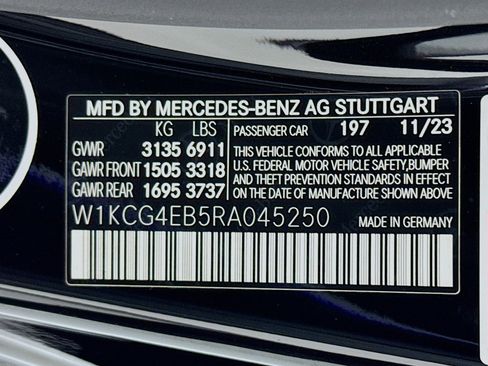 MFD BY MERCEDES-BENZ AG STUTTGART
KG LBS PASSENGER CAR 197 11/23
GVWR 3135 6911 THIS VEHICLE CONFORMS TO ALL APPLICABLE
GAWR FRONT 1505 3318 U.S. FEDERAL MOTOR VEHICLE SAFETY, BUMPER
GAWR REAR 1695 3737 AND THEFT PREVENTION STANDARDS IN EFFECT
ON THE DATE OF MANUFACTURE SHOWN ABOVE
W1KCG4EB5RA045250 MADE IN GERMANY